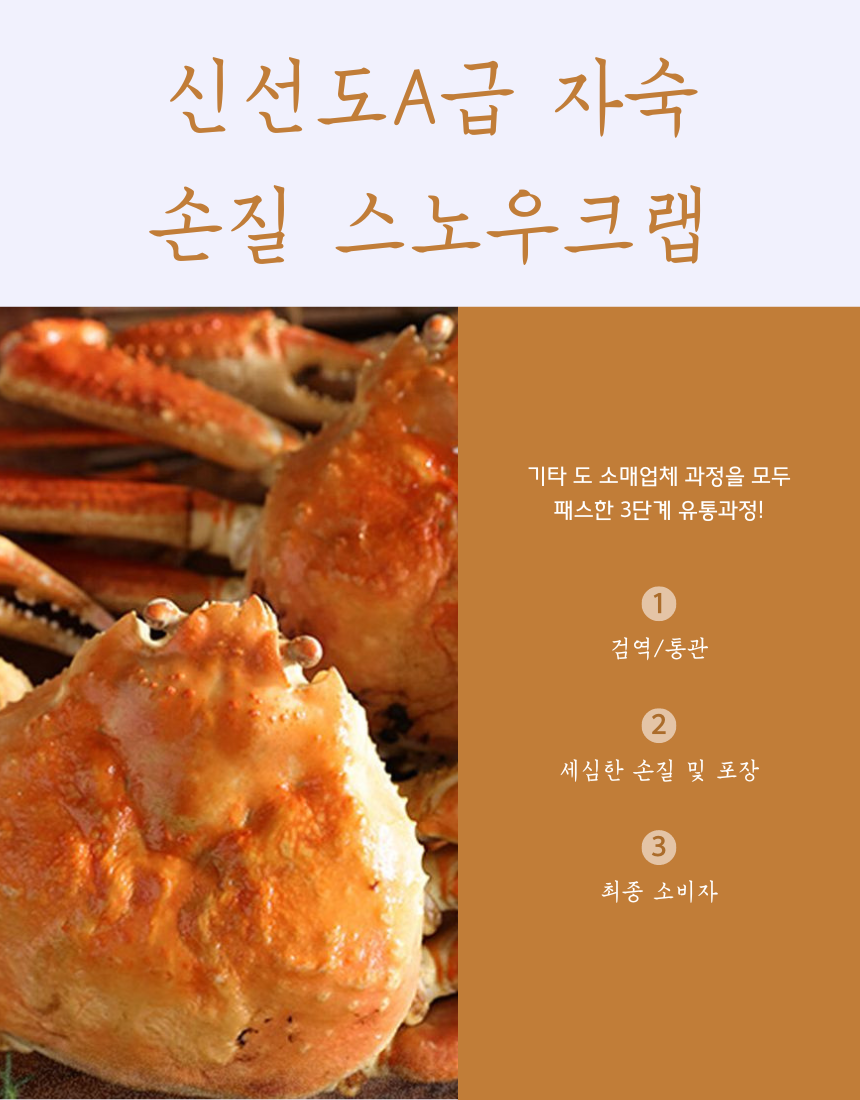 신선도A급 자숙
손질 스노우크랩
기타 도 소매업체 과정을 모두
패스한 3단계 유통과정!
1
검역/통관
2
세심한 손질 및 포장
3
최종 소비자